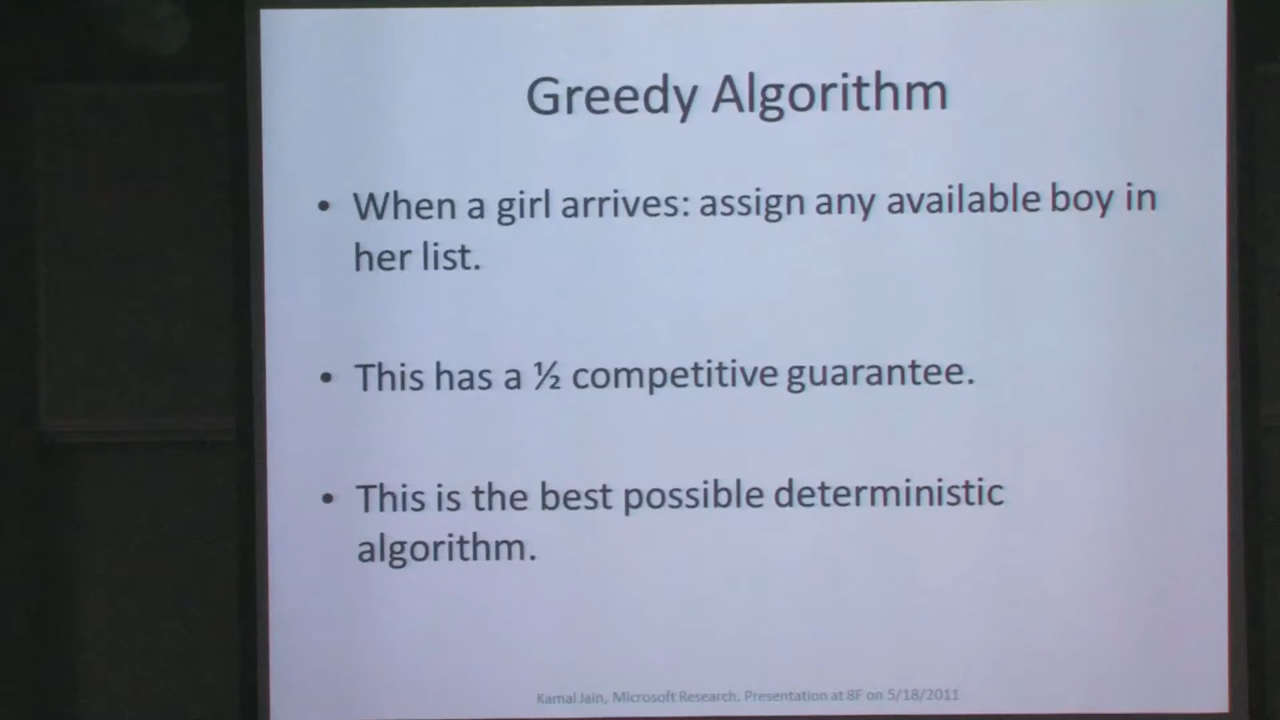 Greedy Algorithm
• When a girl arrives: assign any available boy in
her list.
• This has a ½ competitive guarantee.
• This is the best possible deterministic
algorithm.
Kamal Jain, Microsoft Research, Presentation at 8F on 5/18/2011